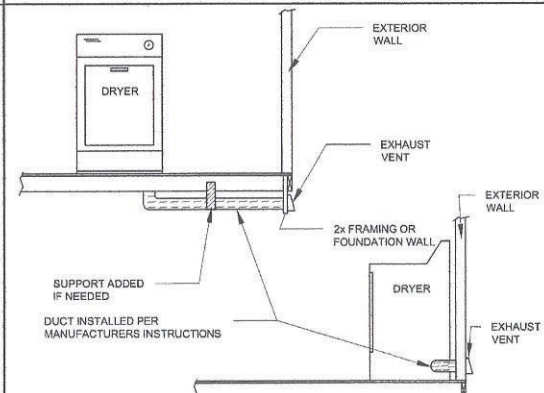 EXTERIOR
WALL
DRYER
EXHAUST
VENT
2x FRAMING OR
FOUNDATION WALL
SUPPORT ADDED
IF NEEDED
DUCT INSTALLED PER
MANUFACTURERS INSTRUCTIONS
EXTERIOR
WALL
DRYER
EXHAUST
VENT